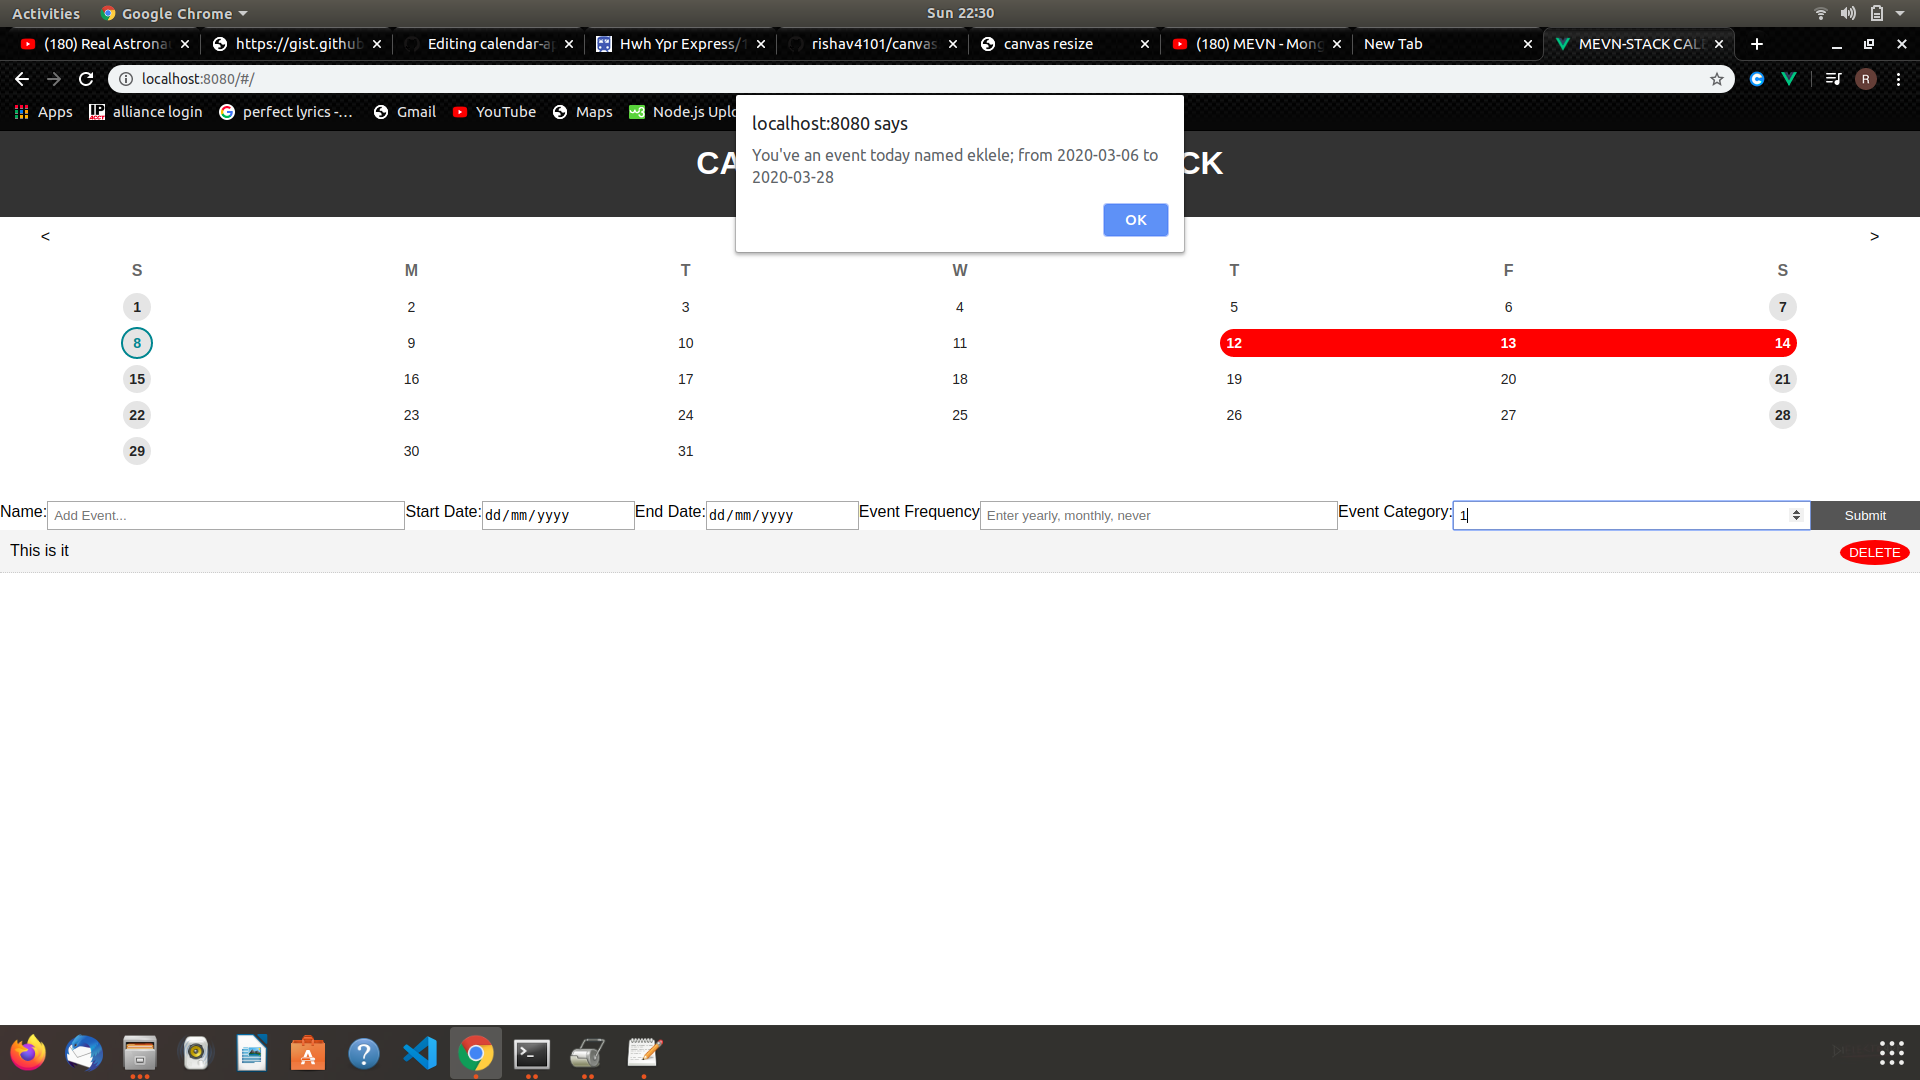 Activities Google Chrome Sun 22:30
(180) Real Astrona https://gist.github Editing calendar-ap Hwh Ypr Express/1 rishav4101/canvas canvas resize (180) MEVN - Mong New Tab MEVN-STACK CAL
localhost:8080/#/ R
Apps alliance login perfect lyrics -... Gmail YouTube Maps Node.js Uplo
localhost:8080 says
You've an event today named eklele; from 2020-03-06 to
2020-03-28
OK
CA CK
< >
S M T W T F S
1 2 3 4 5 6 7
8 9 10 11 12 13 14
15 16 17 18 19 20 21
22 23 24 25 26 27 28
29 30 31
Name: Add Event... Start Date: dd/mm/yyyy End Date: dd/mm/yyyy Event Frequency Enter yearly, monthly, never Event Category: 1 Submit
This is it DELETE